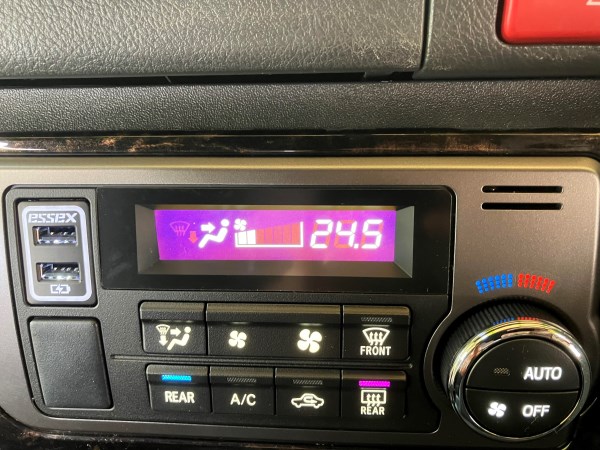 essex
24.5
FRONT
REAR
A/C
REAR
AUTO
OFF